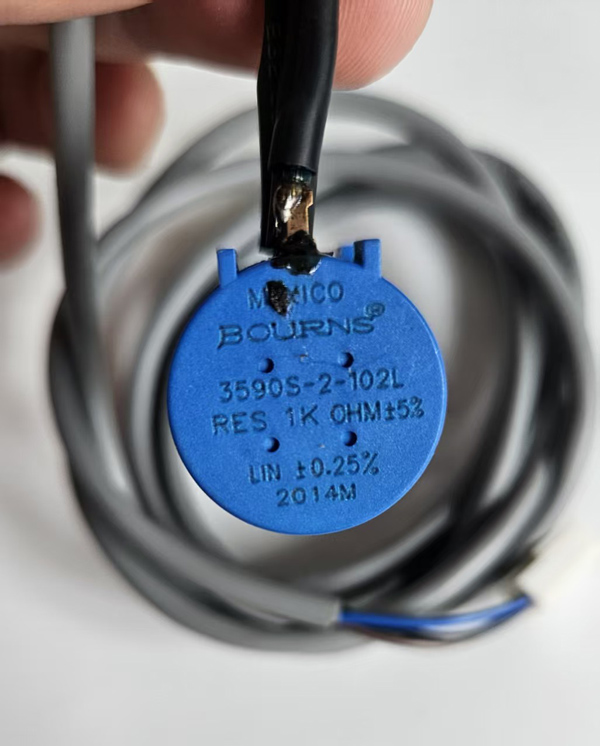 MEXICO
BOURNS®
3590S-2-102L
RES 1K OHM±5%
LIN ±0.25%
2014M